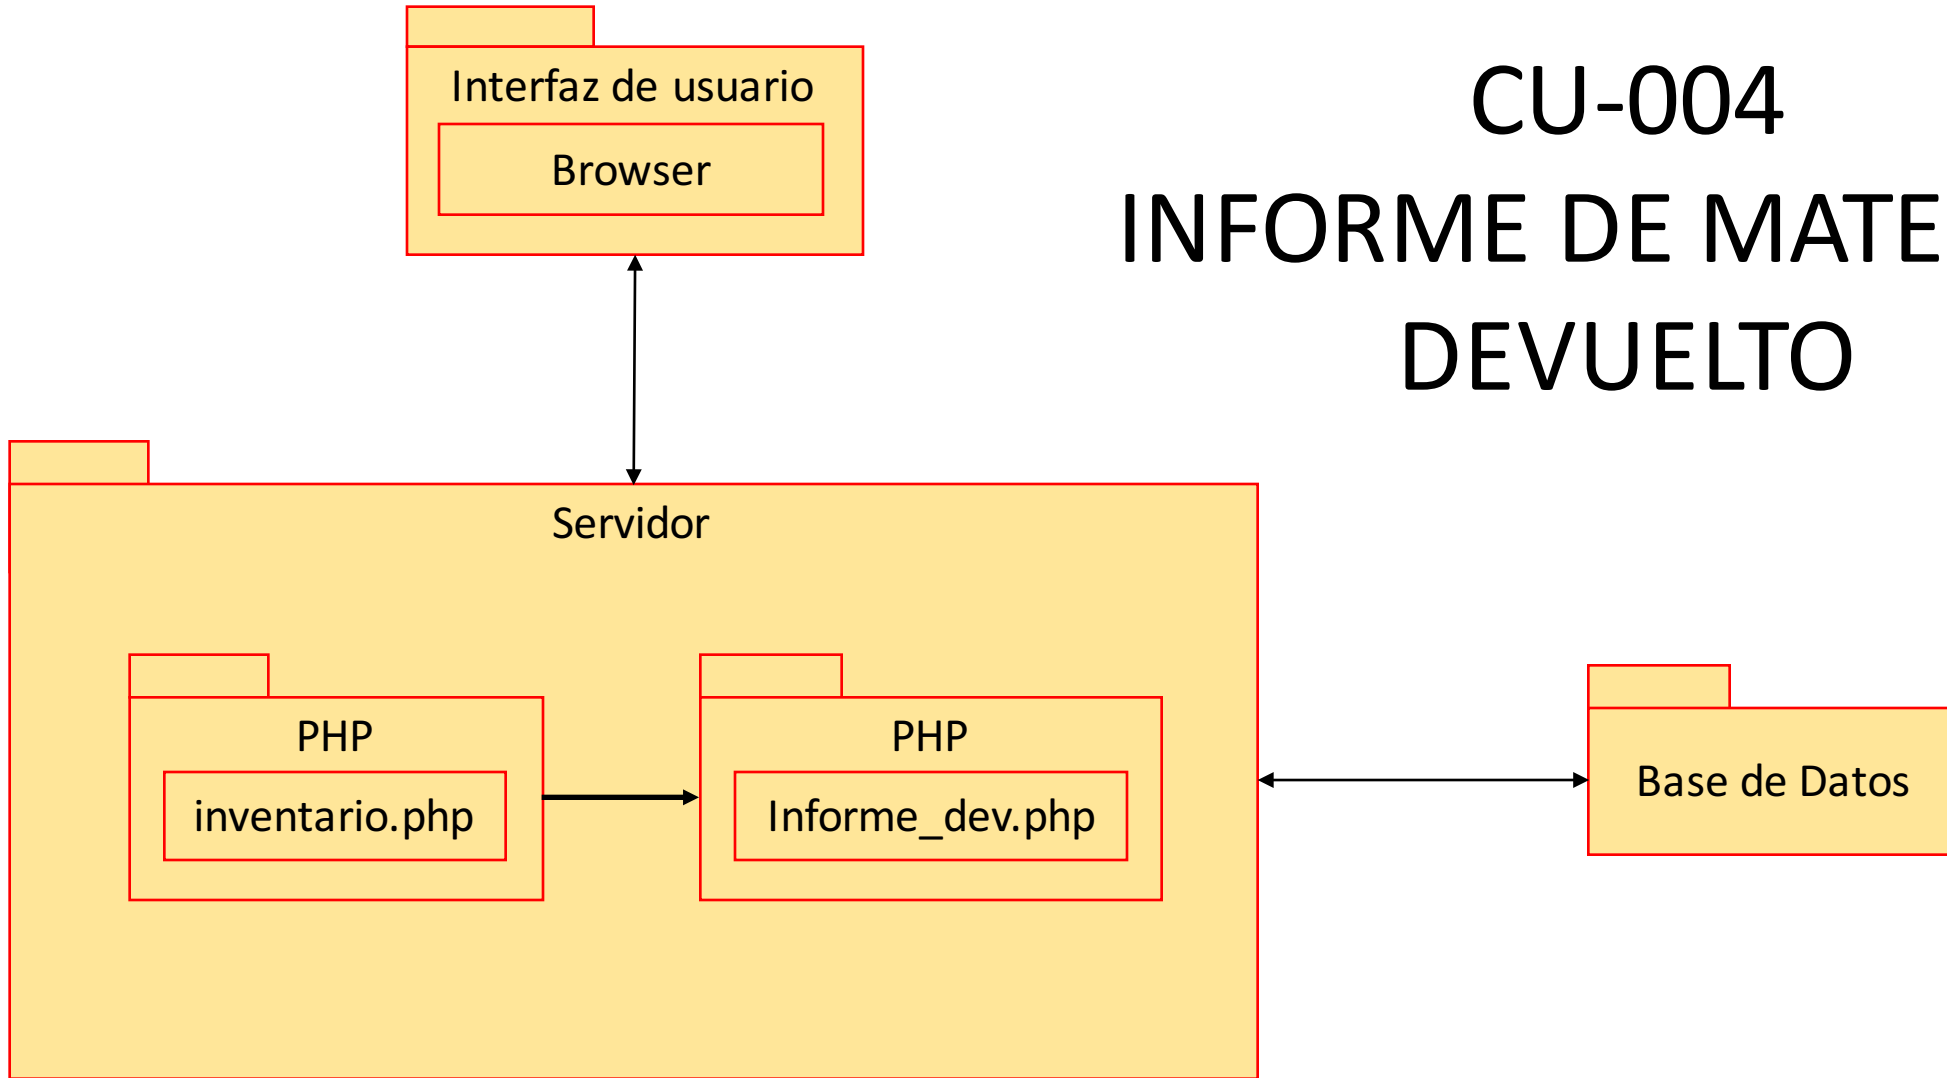 Interfaz de usuario
Browser
CU-004
INFORME DE MATE
DEVUELTO
Servidor
PHP
inventario.php
PHP
Informe_dev.php
Base de Datos